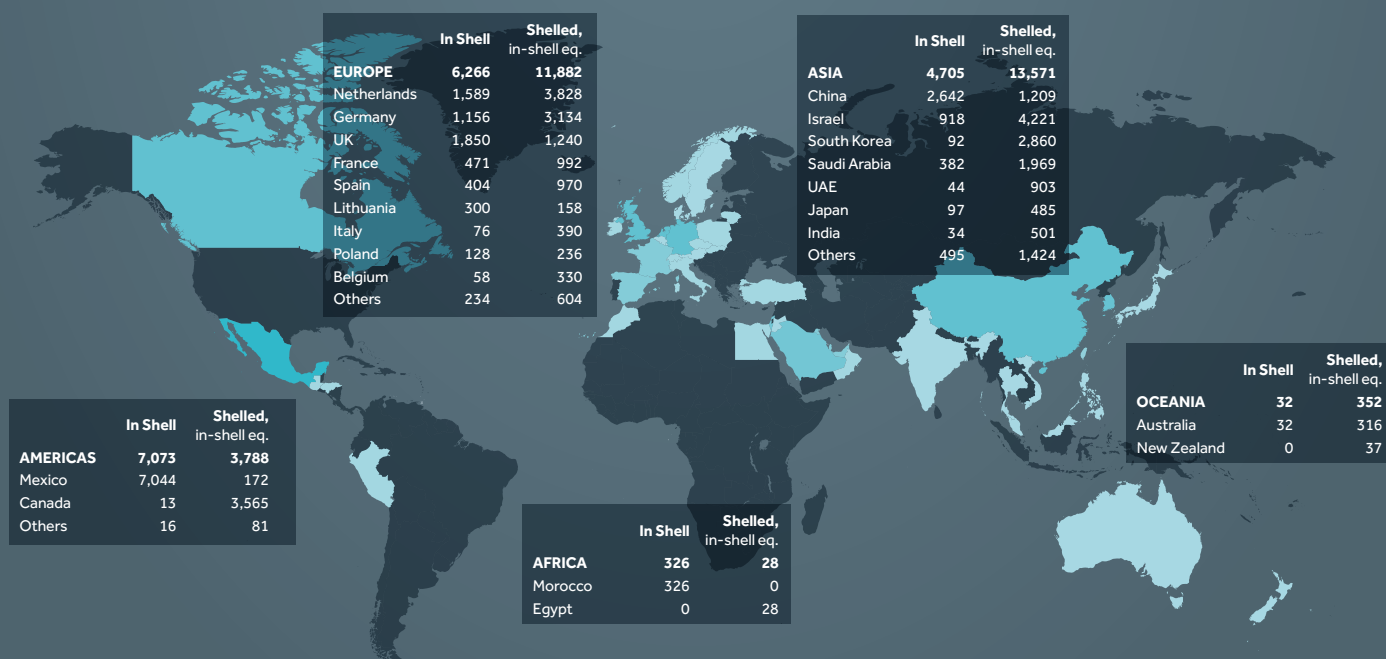 In Shell Shelled,
in-shell eq.
EUROPE 6,266 11,882
Netherlands 1,589 3,828
Germany 1,156 3,134
UK 1,850 1,240
France 471 992
Spain 404 970
Lithuania 300 158
Italy 76 390
Poland 128 236
Belgium 58 330
Others 234 604
In Shell Shelled,
in-shell eq.
ASIA 4,705 13,571
China 2,642 1,209
Israel 918 4,221
South Korea 92 2,860
Saudi Arabia 382 1,969
UAE 44 903
Japan 97 485
India 34 501
Others 495 1,424
In Shell Shelled,
in-shell eq.
AMERICAS 7,073 3,788
Mexico 7,044 172
Canada 13 3,565
Others 16 81
In Shell Shelled,
in-shell eq.
AFRICA 326 28
Morocco 326 0
Egypt 0 28
In Shell Shelled,
in-shell eq.
OCEANIA 32 352
Australia 32 316
New Zealand 0 37